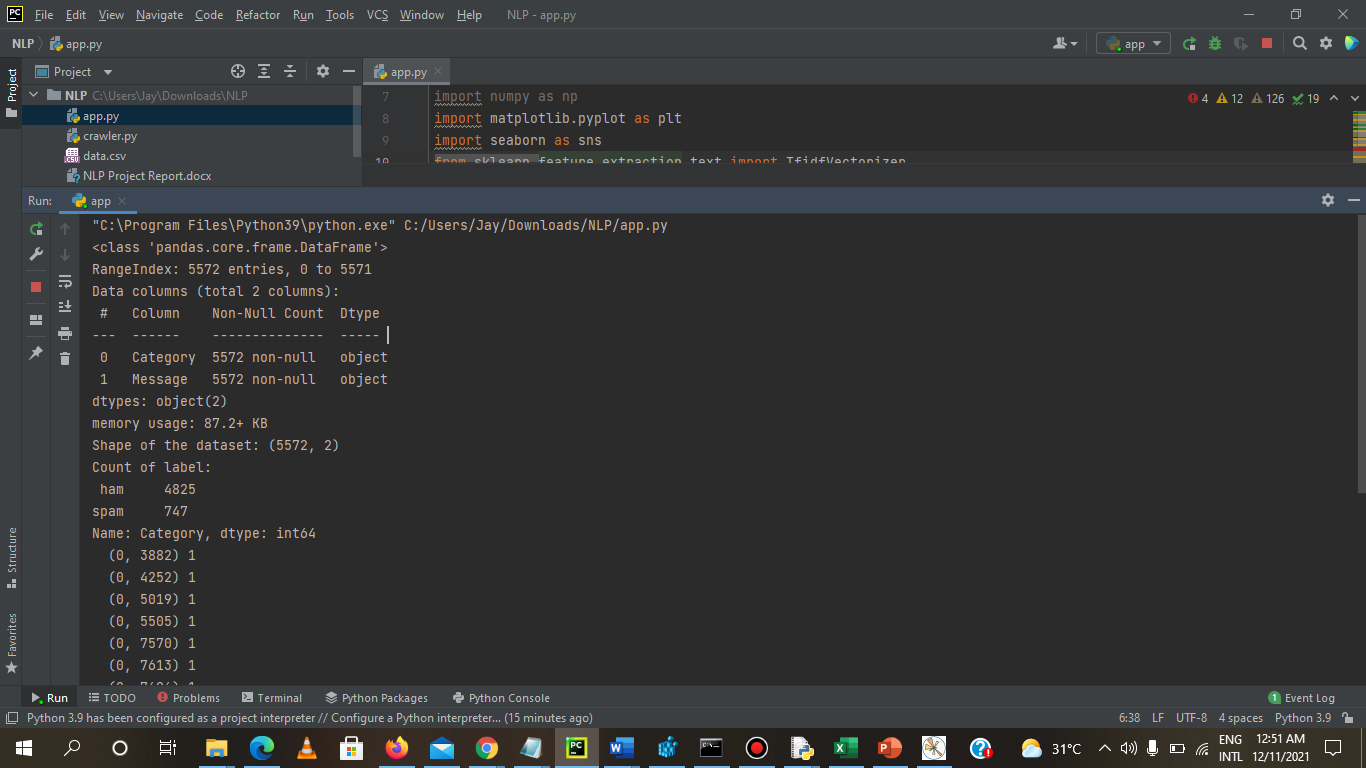 PC File Edit View Navigate Code Refactor Run Tools VCS Window Help NLP - app.py
NLP app.py app
Project app.py
Project
NLP C:\Users\Jay\Downloads\NLP
app.py
crawler.py
data.csv
NLP Project Report.docx
7 import numpy as np
8 import matplotlib.pyplot as plt
9 import seaborn as sns
10 from sklearn.feature_extraction.text import TfidfVectorizer
4 12 126 19
Run: app
"C:\Program Files\Python39\python.exe" C:/Users/Jay/Downloads/NLP/app.py
<class 'pandas.core.frame.DataFrame'>
RangeIndex: 5572 entries, 0 to 5571
Data columns (total 2 columns):
 #   Column    Non-Null Count  Dtype
---  ------    --------------  -----
 0   Category  5572 non-null   object
 1   Message   5572 non-null   object
dtypes: object(2)
memory usage: 87.2+ KB
Shape of the dataset: (5572, 2)
Count of label:
 ham     4825
spam     747
Name: Category, dtype: int64
  (0, 3882) 1
  (0, 4252) 1
  (0, 5019) 1
  (0, 5505) 1
  (0, 7570) 1
  (0, 7613) 1
Structure
Favorites
Run TODO Problems Terminal Python Packages Python Console 1 Event Log
Python 3.9 has been configured as a project interpreter // Configure a Python interpreter... (15 minutes ago) 6:38 LF UTF-8 4 spaces Python 3.9
PC W X P 31°C ENG 12:51 AM
INTL 12/11/2021